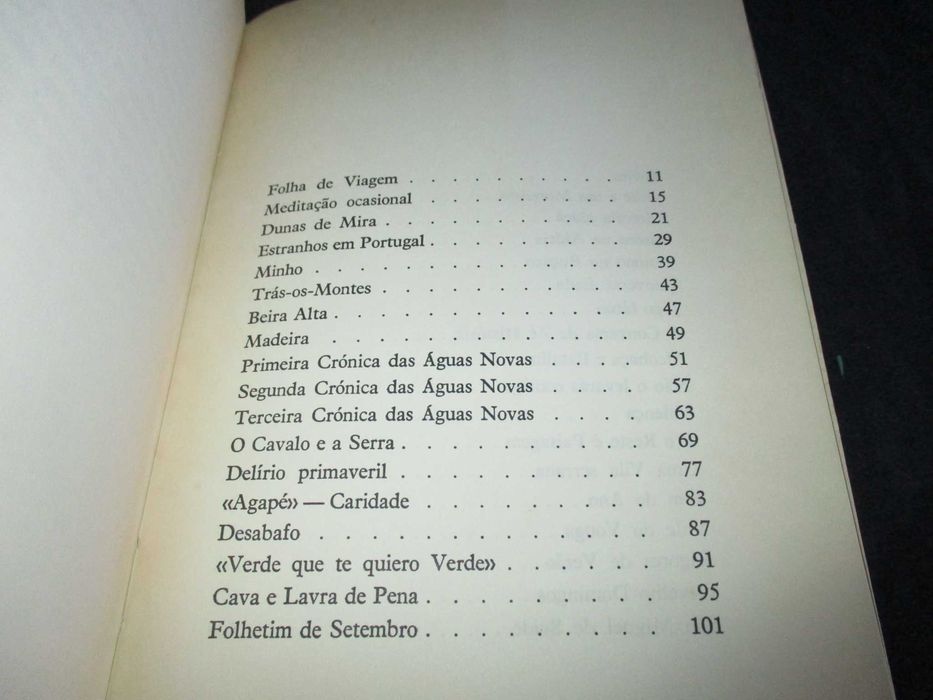 Folha de Viagem . . . . . . . . . . 11
Meditação ocasional . . . . . . . . . 15
Dunas de Mira . . . . . . . . . . 21
Estranhos em Portugal . . . . . . . . 29
Minho . . . . . . . . . . . . . 39
Trás-os-Montes . . . . . . . . . . 43
Beira Alta . . . . . . . . . . . . 47
Madeira . . . . . . . . . . . . 49
Primeira Crónica das Águas Novas . . . . 51
Segunda Crónica das Águas Novas . . . . 57
Terceira Crónica das Águas Novas . . . . 63
O Cavalo e a Serra . . . . . . . . . 69
Delírio primaveril . . . . . . . . . 77
«Agapé» — Caridade . . . . . . . . 83
Desabafo . . . . . . . . . . . . 87
«Verde que te quiero Verde» . . . . . . 91
Cava e Lavra de Pena . . . . . . . . 95
Folhetim de Setembro . . . . . . . . 101